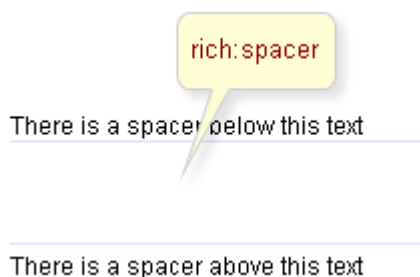 rich:spacer
There is a spacer below this text
There is a spacer above this text